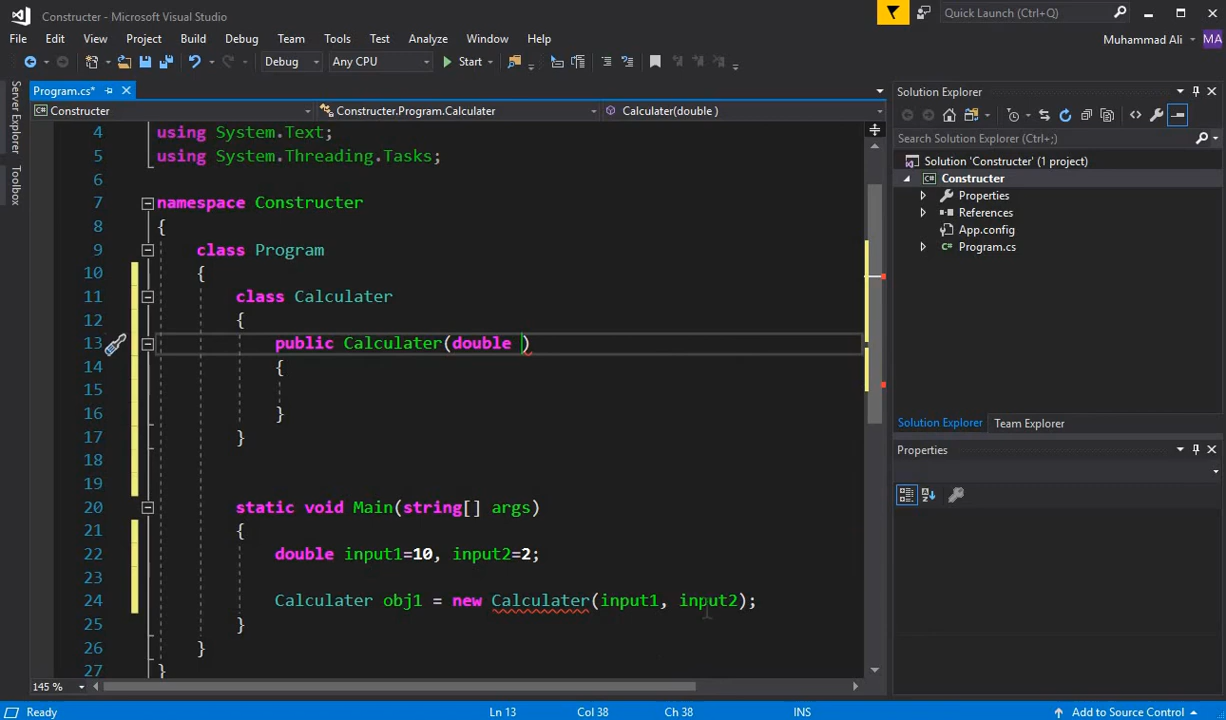 Constructer - Microsoft Visual Studio
Quick Launch (Ctrl+Q)
File Edit View Project Build Debug Team Tools Test Analyze Window Help
Muhammad Ali MA
Debug Any CPU Start
Server Explorer
Toolbox
Program.cs*
Constructer Constructer.Program.Calculater Calculater(double )
4 using System.Text;
5 using System.Threading.Tasks;
6
7 namespace Constructer
8 {
9 class Program
10 {
11 class Calculater
12 {
13 public Calculater(double )
14 {
15
16 }
17 }
18
19
20 static void Main(string[] args)
21 {
22 double input1=10, input2=2;
23
24 Calculater obj1 = new Calculater(input1, input2);
25 }
26 }
27 }
145 %
Solution Explorer
Search Solution Explorer (Ctrl+;)
Solution 'Constructer' (1 project)
C# Constructer
Properties
References
App.config
C# Program.cs
Solution Explorer Team Explorer
Properties
Ready Ln 13 Col 38 Ch 38 INS Add to Source Control